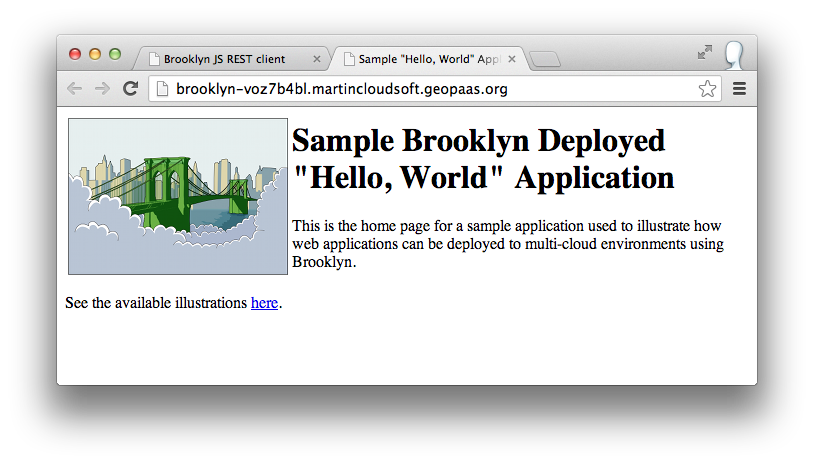 Brooklyn JS REST client
Sample "Hello, World" Appl
brooklyn-voz7b4bl.martincloudsoft.geopaas.org
Sample Brooklyn Deployed
"Hello, World" Application
This is the home page for a sample application used to illustrate how
web applications can be deployed to multi-cloud environments using
Brooklyn.
See the available illustrations here.